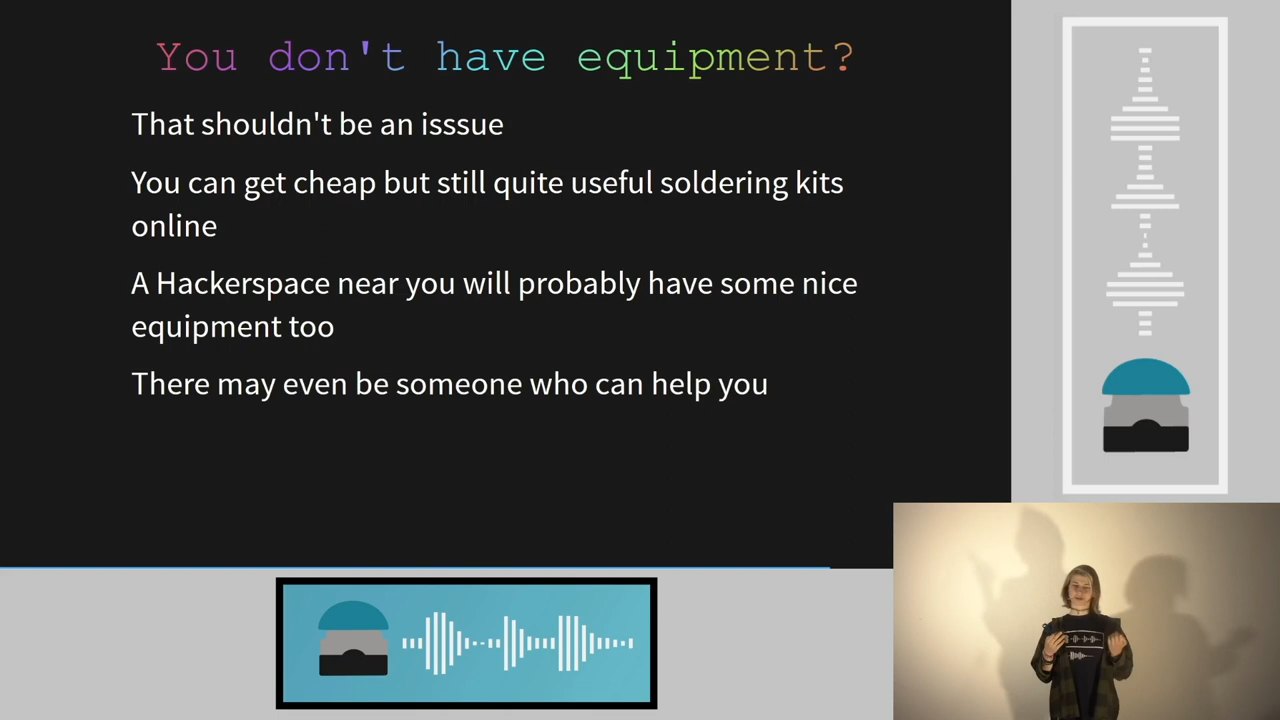 You don't have equipment?
That shouldn't be an isssue
You can get cheap but still quite useful soldering kits
online
A Hackerspace near you will probably have some nice
equipment too
There may even be someone who can help you